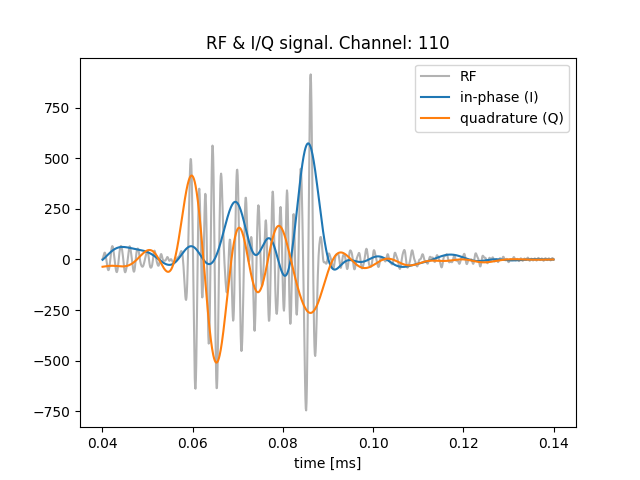 RF & I/Q signal. Channel: 110
RF
in-phase (I)
quadrature (Q)
750
500
250
0
−250
−500
−750
0.04
0.06
0.08
0.10
0.12
0.14
time [ms]